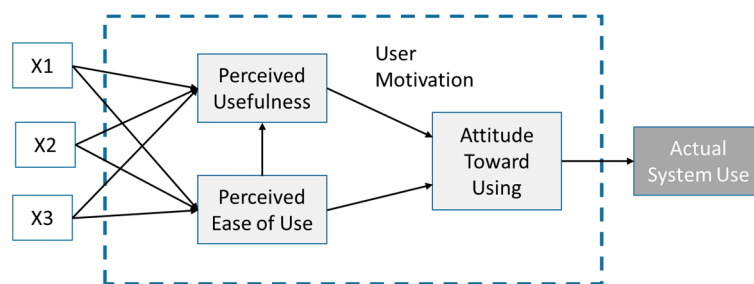 X1
X2
X3
Perceived
Usefulness
Perceived
Ease of Use
User
Motivation
Attitude
Toward
Using
Actual
System Use